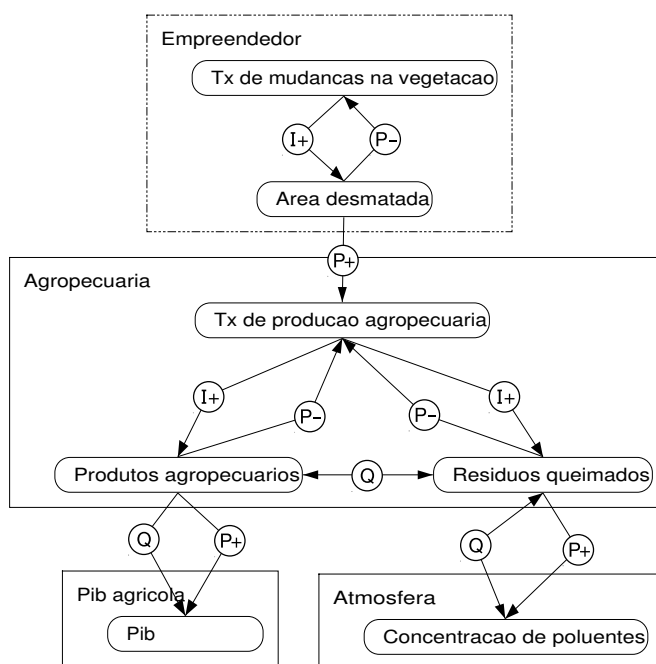 Empreendedor
Tx de mudancas na vegetacao
I+
P-
Area desmatada
P+
Agropecuaria
Tx de producao agropecuaria
I+
I+
P-
P-
Produtos agropecuarios
Q
Residuos queimados
Q
P+
Q
P+
Pib agricola
Atmosfera
Pib
Concentracao de poluentes